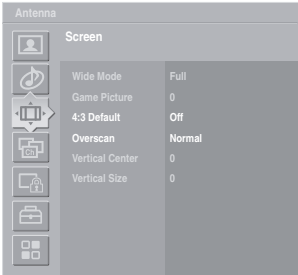 Antenna
Screen
Wide Mode Full
Game Picture 0
4:3 Default Off
Overscan Normal
Vertical Center 0
Vertical Size 0
Ch